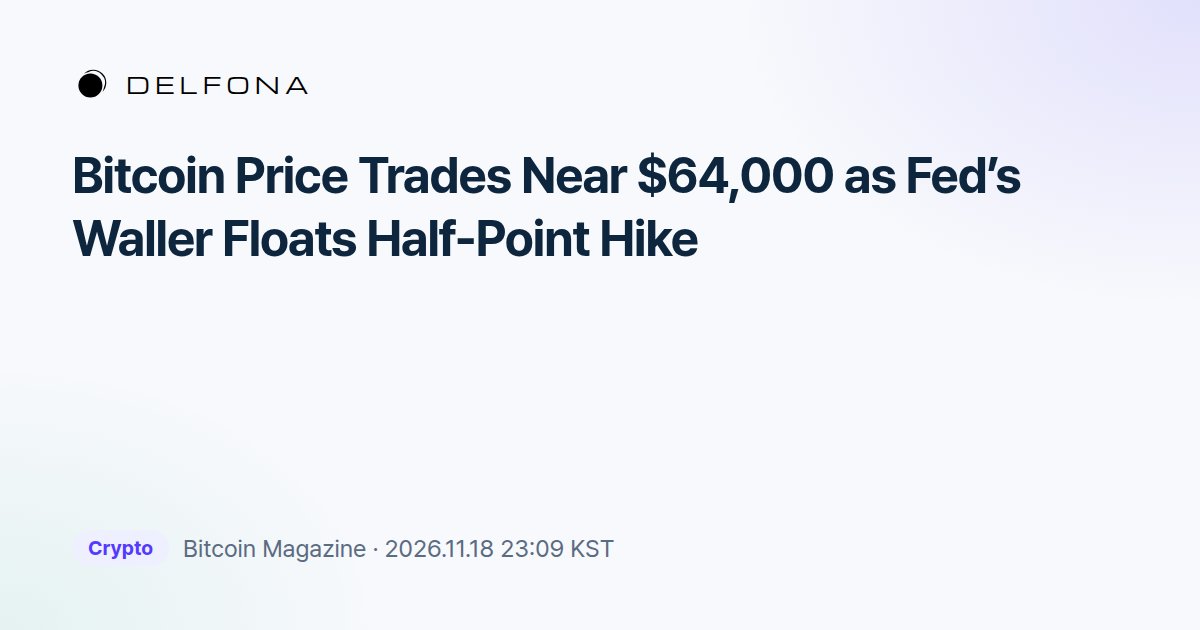 DELFONA
Bitcoin Price Trades Near $64,000 as Fed’s
Waller Floats Half-Point Hike
Crypto
Bitcoin Magazine · 2026.11.18 23:09 KST